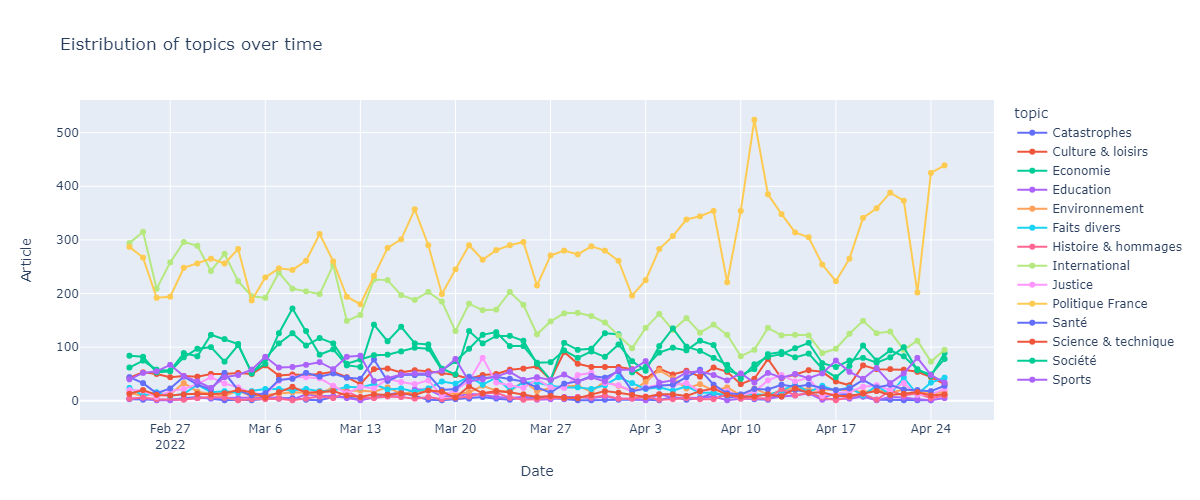 Eistribution of topics over time
topic
Catastrophes
Culture & loisirs
Economie
Education
Environnement
Faits divers
Histoire & hommages
International
Justice
Politique France
Santé
Science & technique
Société
Sports
Article
500
400
300
200
100
0
Feb 27
2022
Mar 6
Mar 13
Mar 20
Mar 27
Apr 3
Apr 10
Apr 17
Apr 24
Date